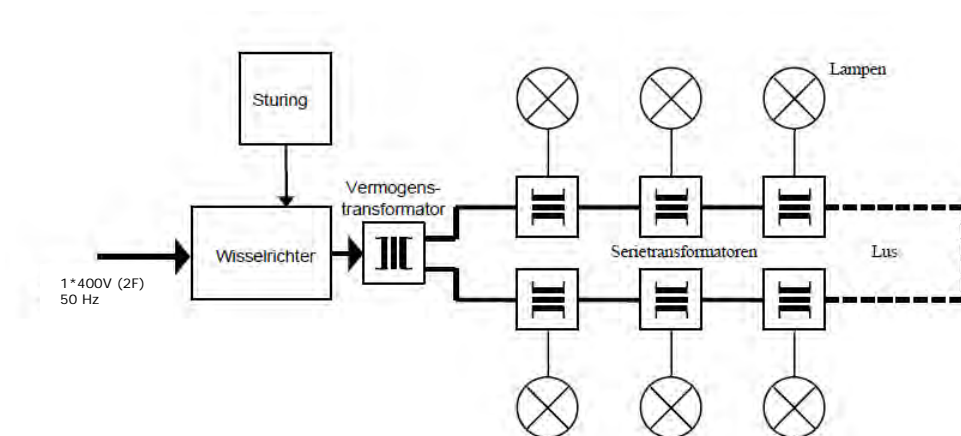 Lampen
Sturing
Vermogens-
transformator
Wisselrichter
Serietransformatoren
Lus
1*400V (2F)
50 Hz